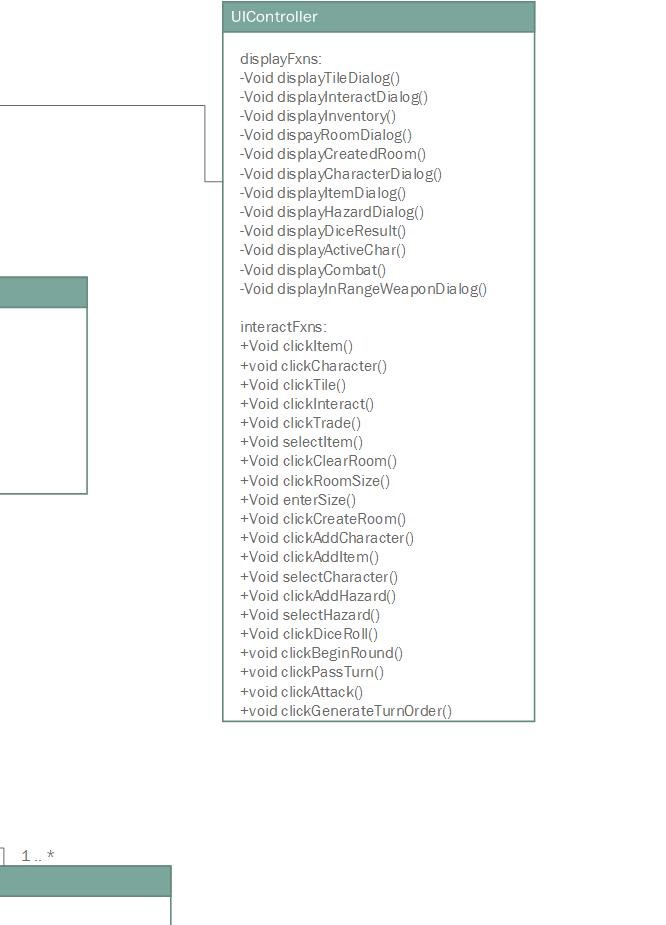 UIController
displayFxns:
-Void displayTileDialog()
-Void displayInteractDialog()
-Void displayInventory()
-Void dispayRoomDialog()
-Void displayCreatedRoom()
-Void displayCharacterDialog()
-Void displayItemDialog()
-Void displayHazardDialog()
-Void displayDiceResult()
-Void displayActiveChar()
-Void displayCombat()
-Void displayInRangeWeaponDialog()
interactFxns:
+Void clickItem()
+void clickCharacter()
+Void clickTile()
+Void clickInteract()
+Void clickTrade()
+Void selectItem()
+Void clickClearRoom()
+Void clickRoomSize()
+Void enterSize()
+Void clickCreateRoom()
+Void clickAddCharacter()
+Void clickAddItem()
+Void selectCharacter()
+Void clickAddHazard()
+Void selectHazard()
+Void clickDiceRoll()
+void clickBeginRound()
+void clickPassTurn()
+void clickAttack()
+void clickGenerateTurnOrder()
1..*